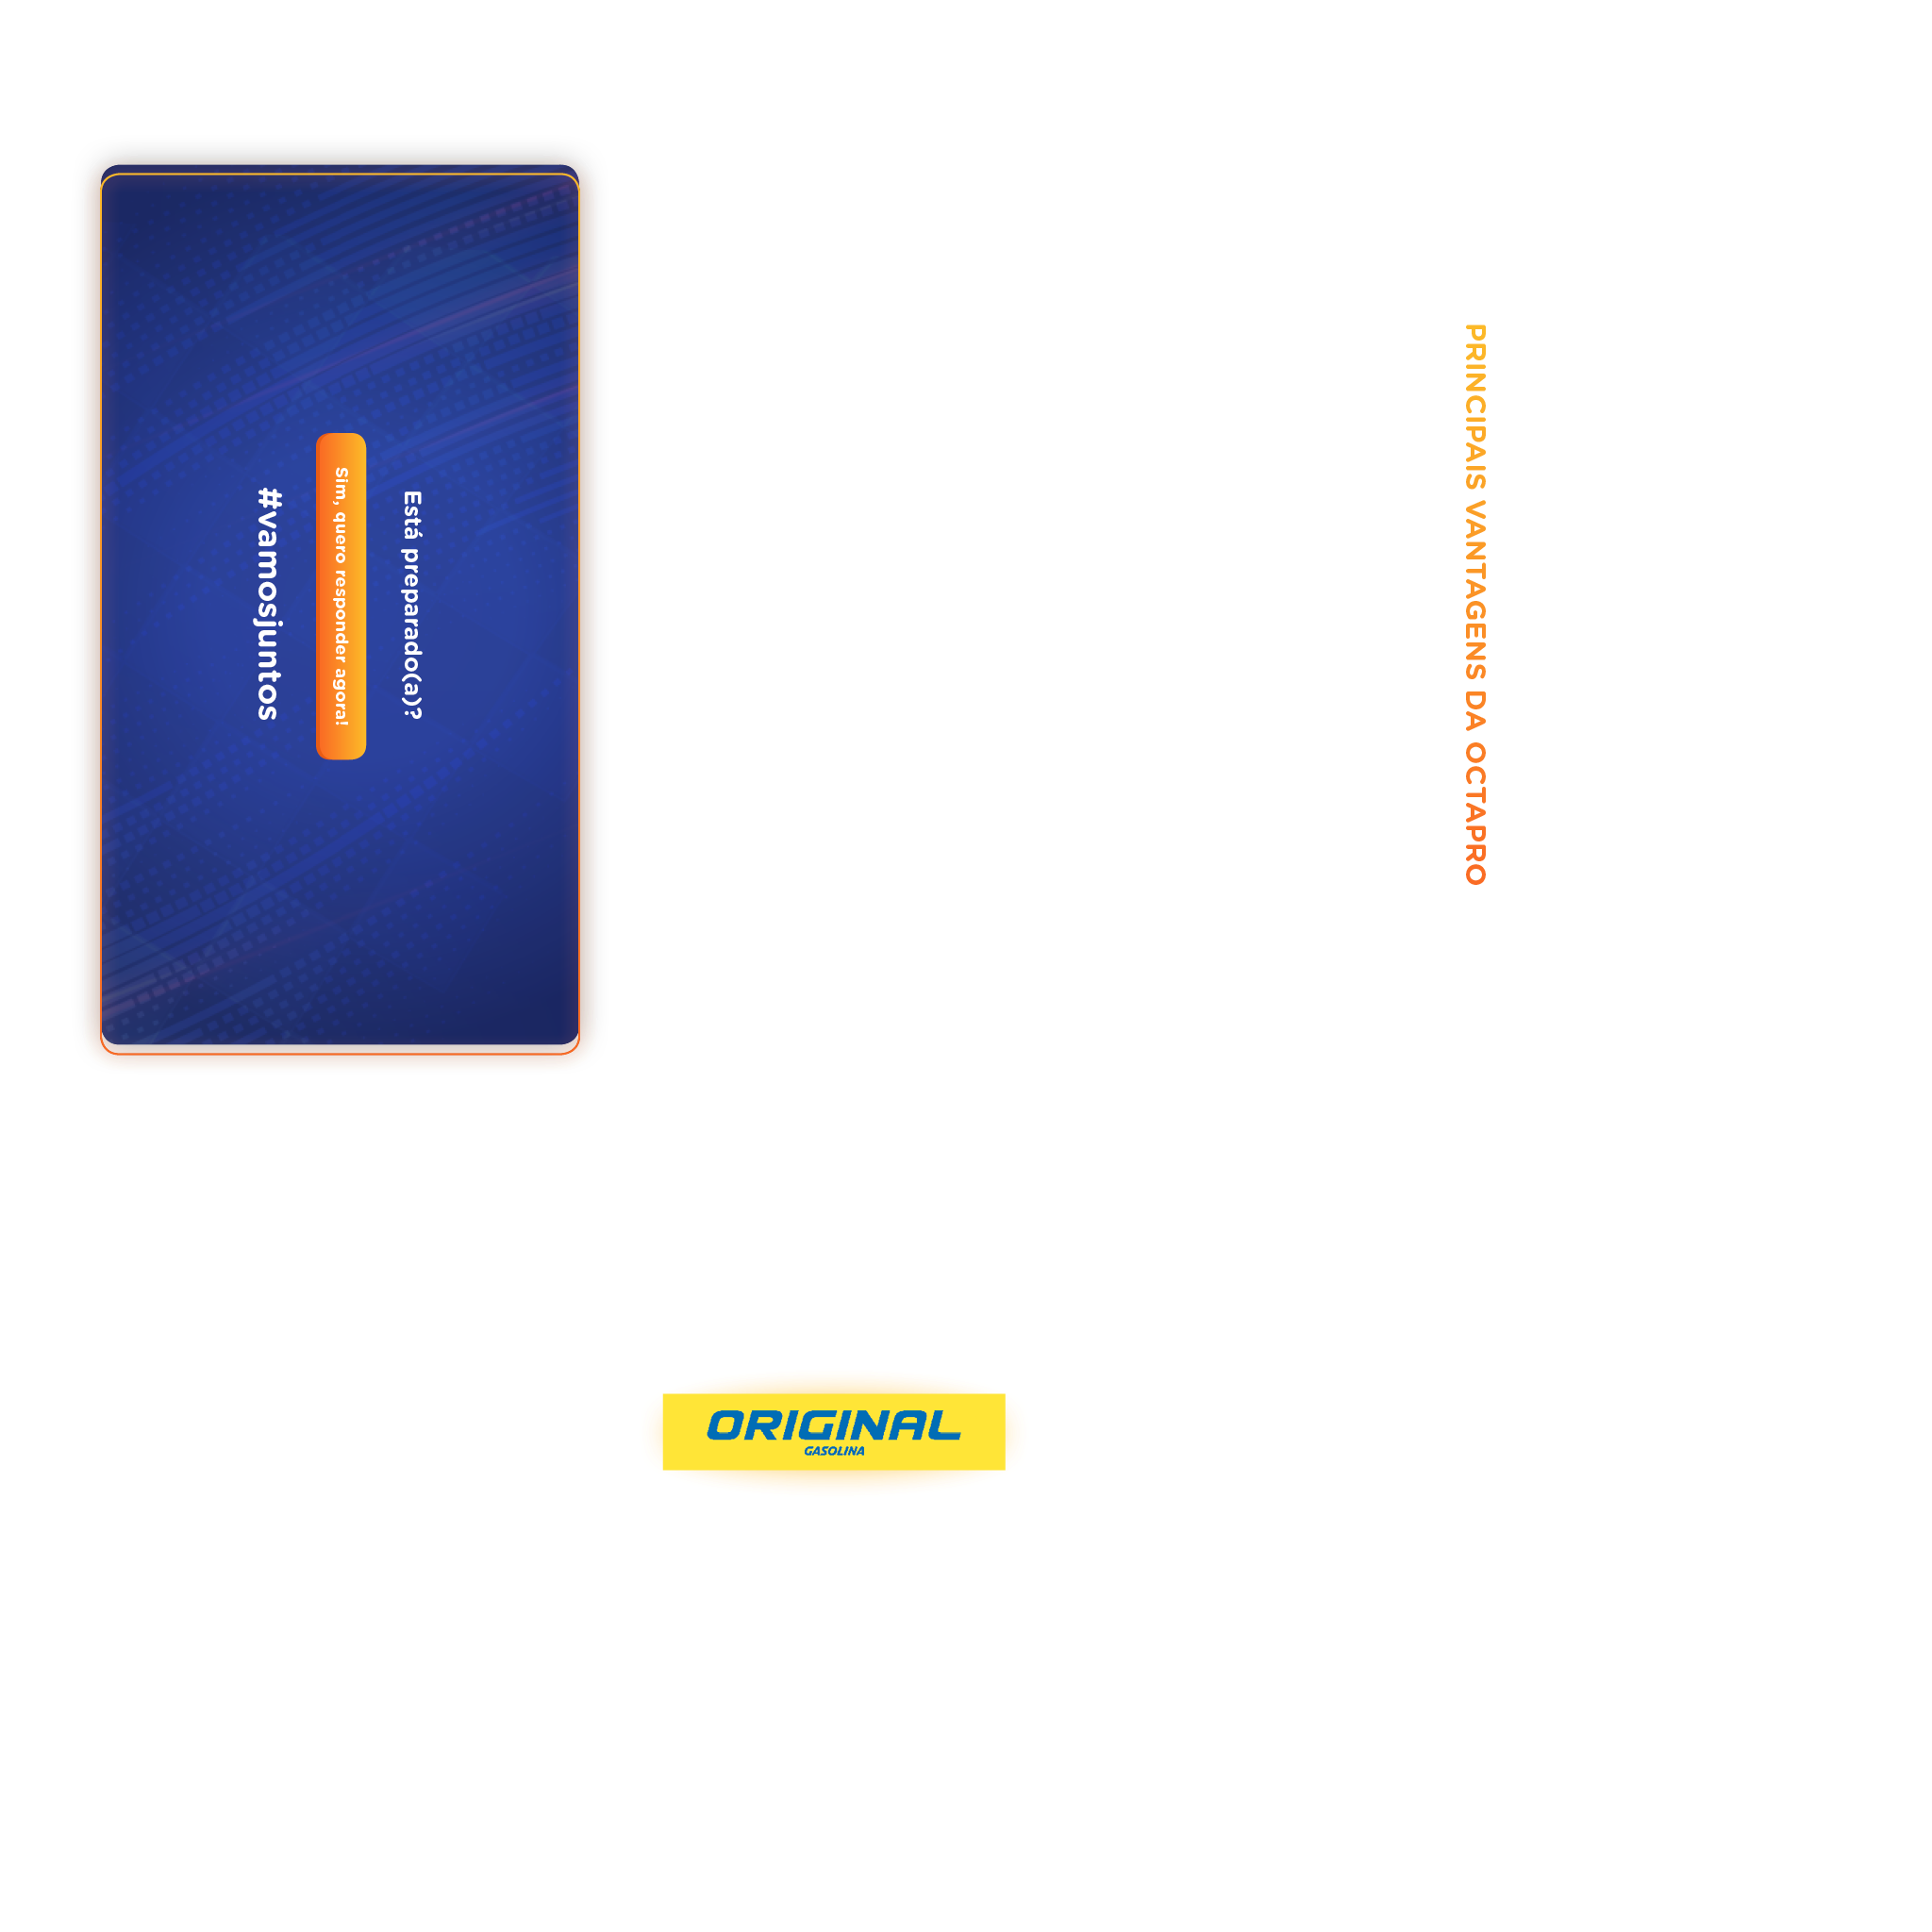 PRINCIPAIS VANTAGENS DA OCTAPRO
Está preparado(a)?
Sim, quero responder agora!
#vamosjuntos
ORIGINAL
GASOLINA